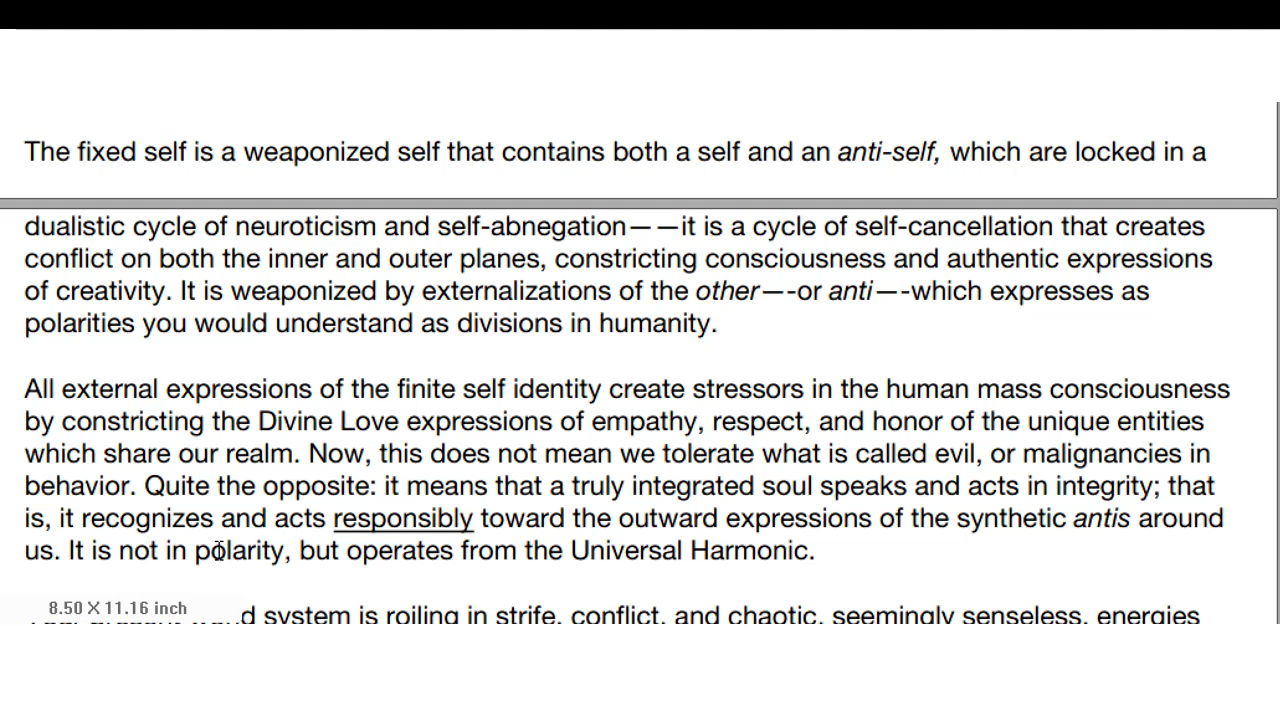 The fixed self is a weaponized self that contains both a self and an anti-self, which are locked in a
dualistic cycle of neuroticism and self-abnegation— —it is a cycle of self-cancellation that creates
conflict on both the inner and outer planes, constricting consciousness and authentic expressions
of creativity. It is weaponized by externalizations of the other—-or anti—-which expresses as
polarities you would understand as divisions in humanity.
All external expressions of the finite self identity create stressors in the human mass consciousness
by constricting the Divine Love expressions of empathy, respect, and honor of the unique entities
which share our realm. Now, this does not mean we tolerate what is called evil, or malignancies in
behavior. Quite the opposite: it means that a truly integrated soul speaks and acts in integrity; that
is, it recognizes and acts responsibly toward the outward expressions of the synthetic antis around
us. It is not in polarity, but operates from the Universal Harmonic.
8.50 X 11.16 inch
system is roiling in strife, conflict, and chaotic, seemingly senseless, energies